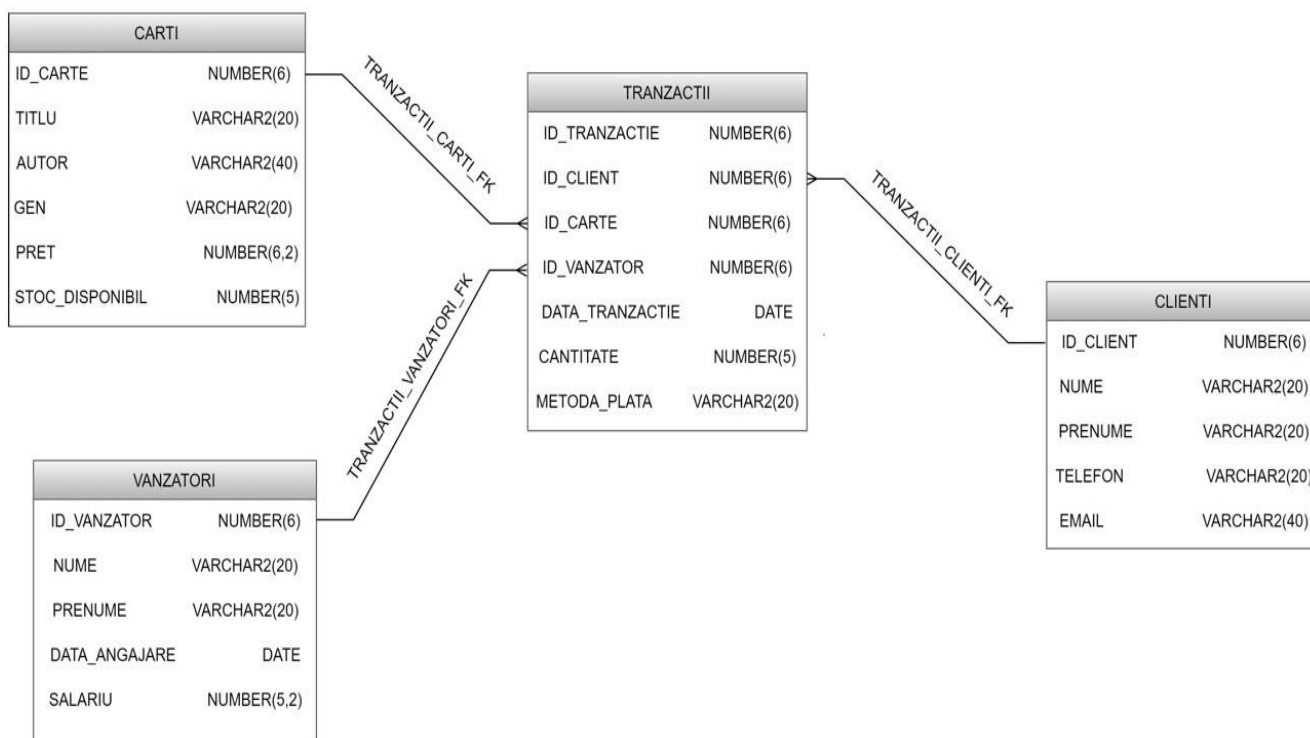 CARTI
ID_CARTE NUMBER(6)
TITLU VARCHAR2(20)
AUTOR VARCHAR2(40)
GEN VARCHAR2(20)
PRET NUMBER(6,2)
STOC_DISPONIBIL NUMBER(5)
TRANZACTII_CARTI_FK
TRANZACTII
ID_TRANZACTIE NUMBER(6)
ID_CLIENT NUMBER(6)
ID_CARTE NUMBER(6)
ID_VANZATOR NUMBER(6)
DATA_TRANZACTIE DATE
CANTITATE NUMBER(5)
METODA_PLATA VARCHAR2(20)
TRANZACTII_CLIENTI_FK
CLIENTI
ID_CLIENT NUMBER(6)
NUME VARCHAR2(20)
PRENUME VARCHAR2(20)
TELEFON VARCHAR2(20)
EMAIL VARCHAR2(40)
TRANZACTII_VANZATORI_FK
VANZATORI
ID_VANZATOR NUMBER(6)
NUME VARCHAR2(20)
PRENUME VARCHAR2(20)
DATA_ANGAJARE DATE
SALARIU NUMBER(5,2)